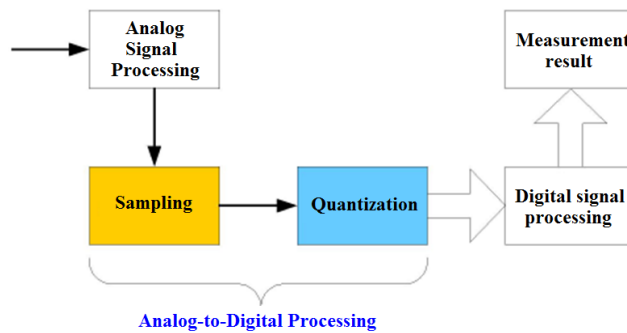 Analog
Signal
Processing
Measurement
result
Sampling
Quantization
Digital signal
processing
Analog-to-Digital Processing